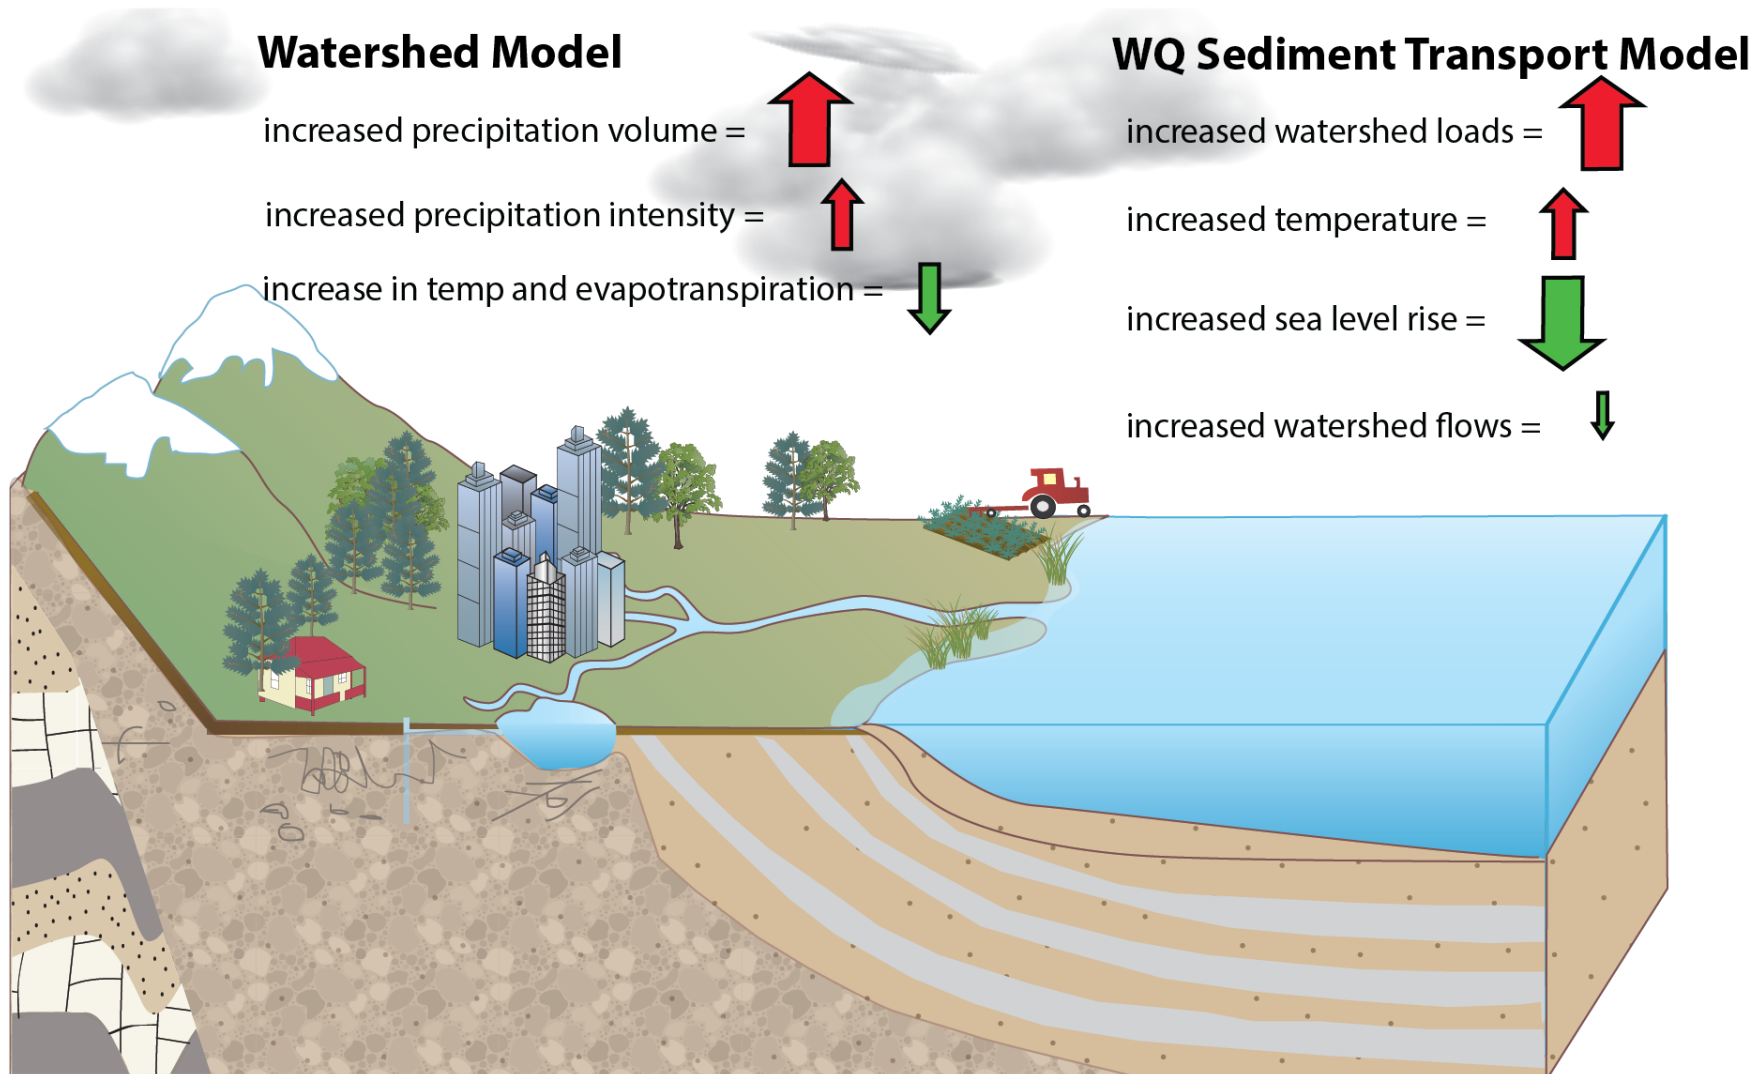 Watershed Model
increased precipitation volume =
increased precipitation intensity =
increase in temp and evapotranspiration =
WQ Sediment Transport Model
increased watershed loads =
increased temperature =
increased sea level rise =
increased watershed flows =